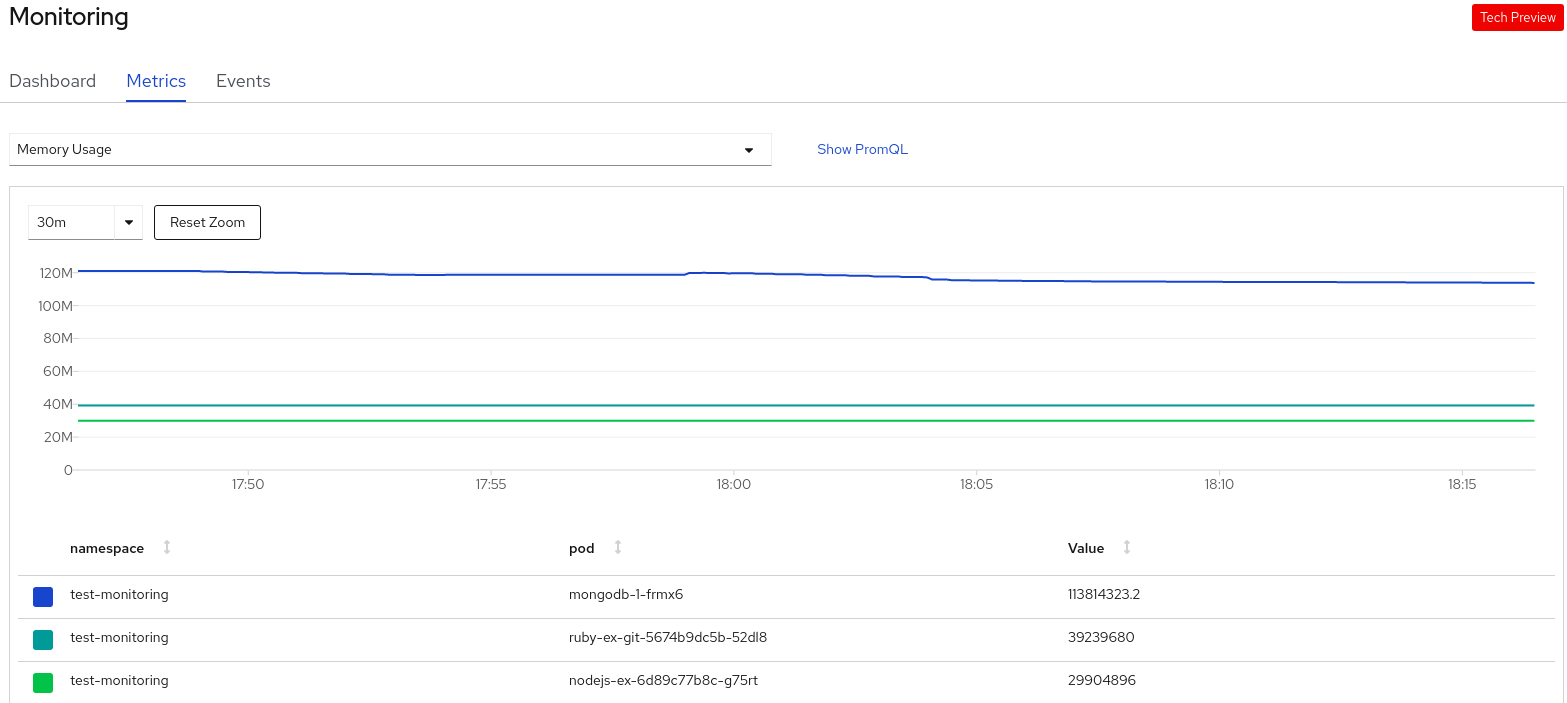 Monitoring
Tech Preview
Dashboard Metrics Events
Memory Usage Show PromQL
30m Reset Zoom
120M
100M
80M
60M
40M
20M
0
17:50 17:55 18:00 18:05 18:10 18:15
namespace pod Value
test-monitoring mongodb-1-frmx6 113814323.2
test-monitoring ruby-ex-git-5674b9dc5b-52dl8 39239680
test-monitoring nodejs-ex-6d89c77b8c-g75rt 29904896